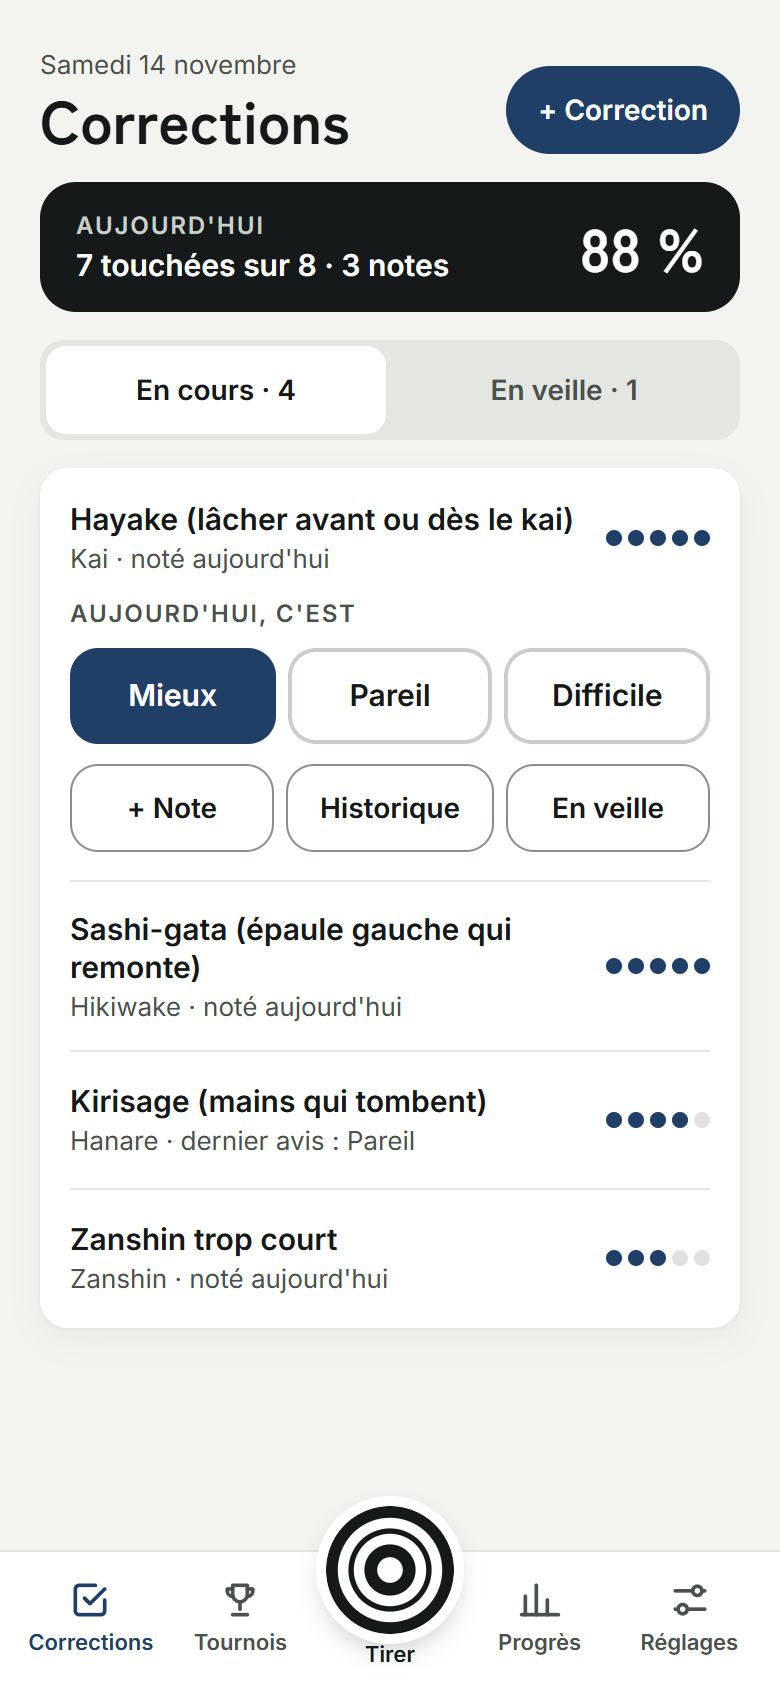 Samedi 14 novembre
Corrections
+ Correction
AUJOURD'HUI
7 touchées sur 8 · 3 notes
88 %
En cours · 4
En veille · 1
Hayake (lâcher avant ou dès le kai)
Kai · noté aujourd'hui
AUJOURD'HUI, C'EST
Mieux
Pareil
Difficile
+ Note
Historique
En veille
Sashi-gata (épaule gauche qui
remonte)
Hikiwake · noté aujourd'hui
Kirisage (mains qui tombent)
Hanare · dernier avis : Pareil
Zanshin trop court
Zanshin · noté aujourd'hui
Corrections
Tournois
Tirer
Progrès
Réglages